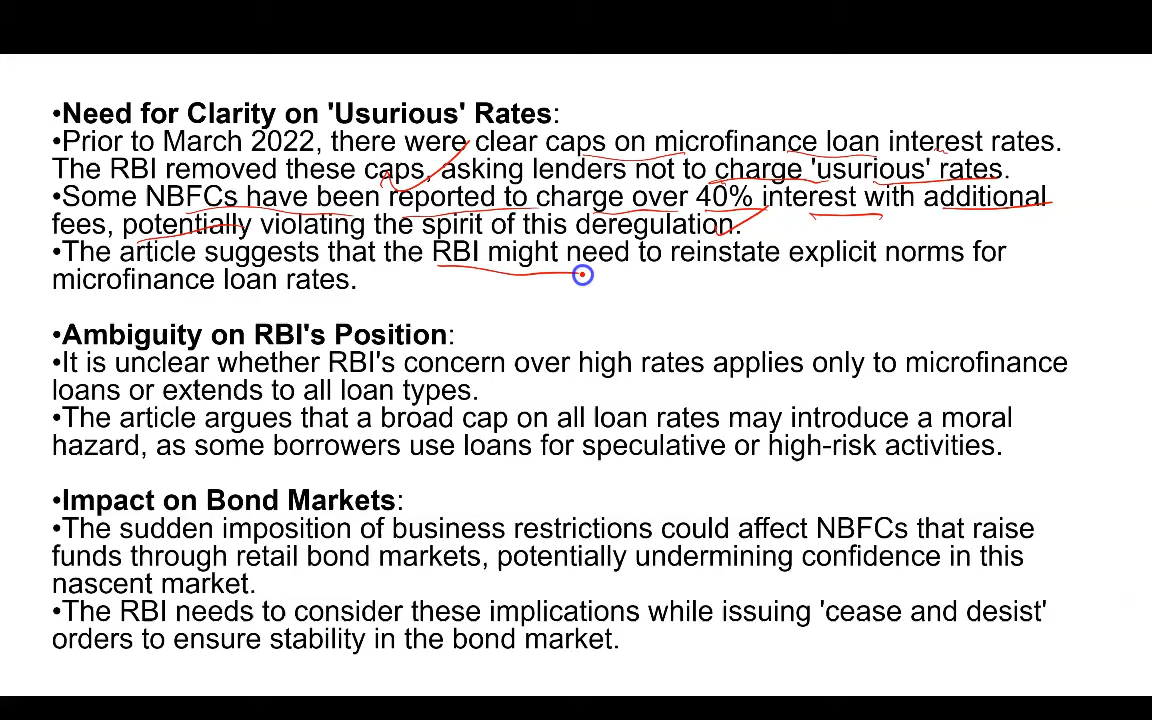 •Need for Clarity on 'Usurious' Rates:
•Prior to March 2022, there were clear caps on microfinance loan interest rates.
The RBI removed these caps, asking lenders not to charge 'usurious' rates.
•Some NBFCs have been reported to charge over 40% interest with additional
fees, potentially violating the spirit of this deregulation.
•The article suggests that the RBI might need to reinstate explicit norms for
microfinance loan rates.
•Ambiguity on RBI's Position:
•It is unclear whether RBI's concern over high rates applies only to microfinance
loans or extends to all loan types.
•The article argues that a broad cap on all loan rates may introduce a moral
hazard, as some borrowers use loans for speculative or high-risk activities.
•Impact on Bond Markets:
•The sudden imposition of business restrictions could affect NBFCs that raise
funds through retail bond markets, potentially undermining confidence in this
nascent market.
•The RBI needs to consider these implications while issuing 'cease and desist'
orders to ensure stability in the bond market.